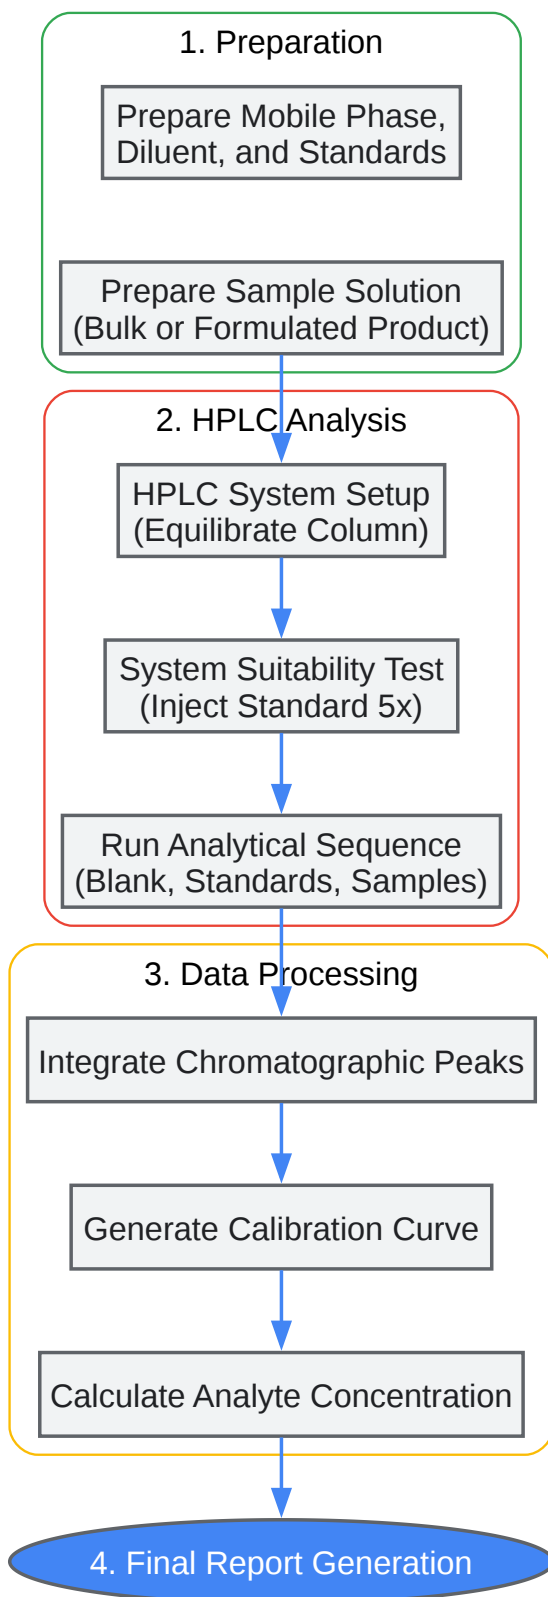 1. Preparation
Prepare Mobile Phase,
Diluent, and Standards
Prepare Sample Solution
(Bulk or Formulated Product)
2. HPLC Analysis
HPLC System Setup
(Equilibrate Column)
System Suitability Test
(Inject Standard 5x)
Run Analytical Sequence
(Blank, Standards, Samples)
3. Data Processing
Integrate Chromatographic Peaks
Generate Calibration Curve
Calculate Analyte Concentration
4. Final Report Generation